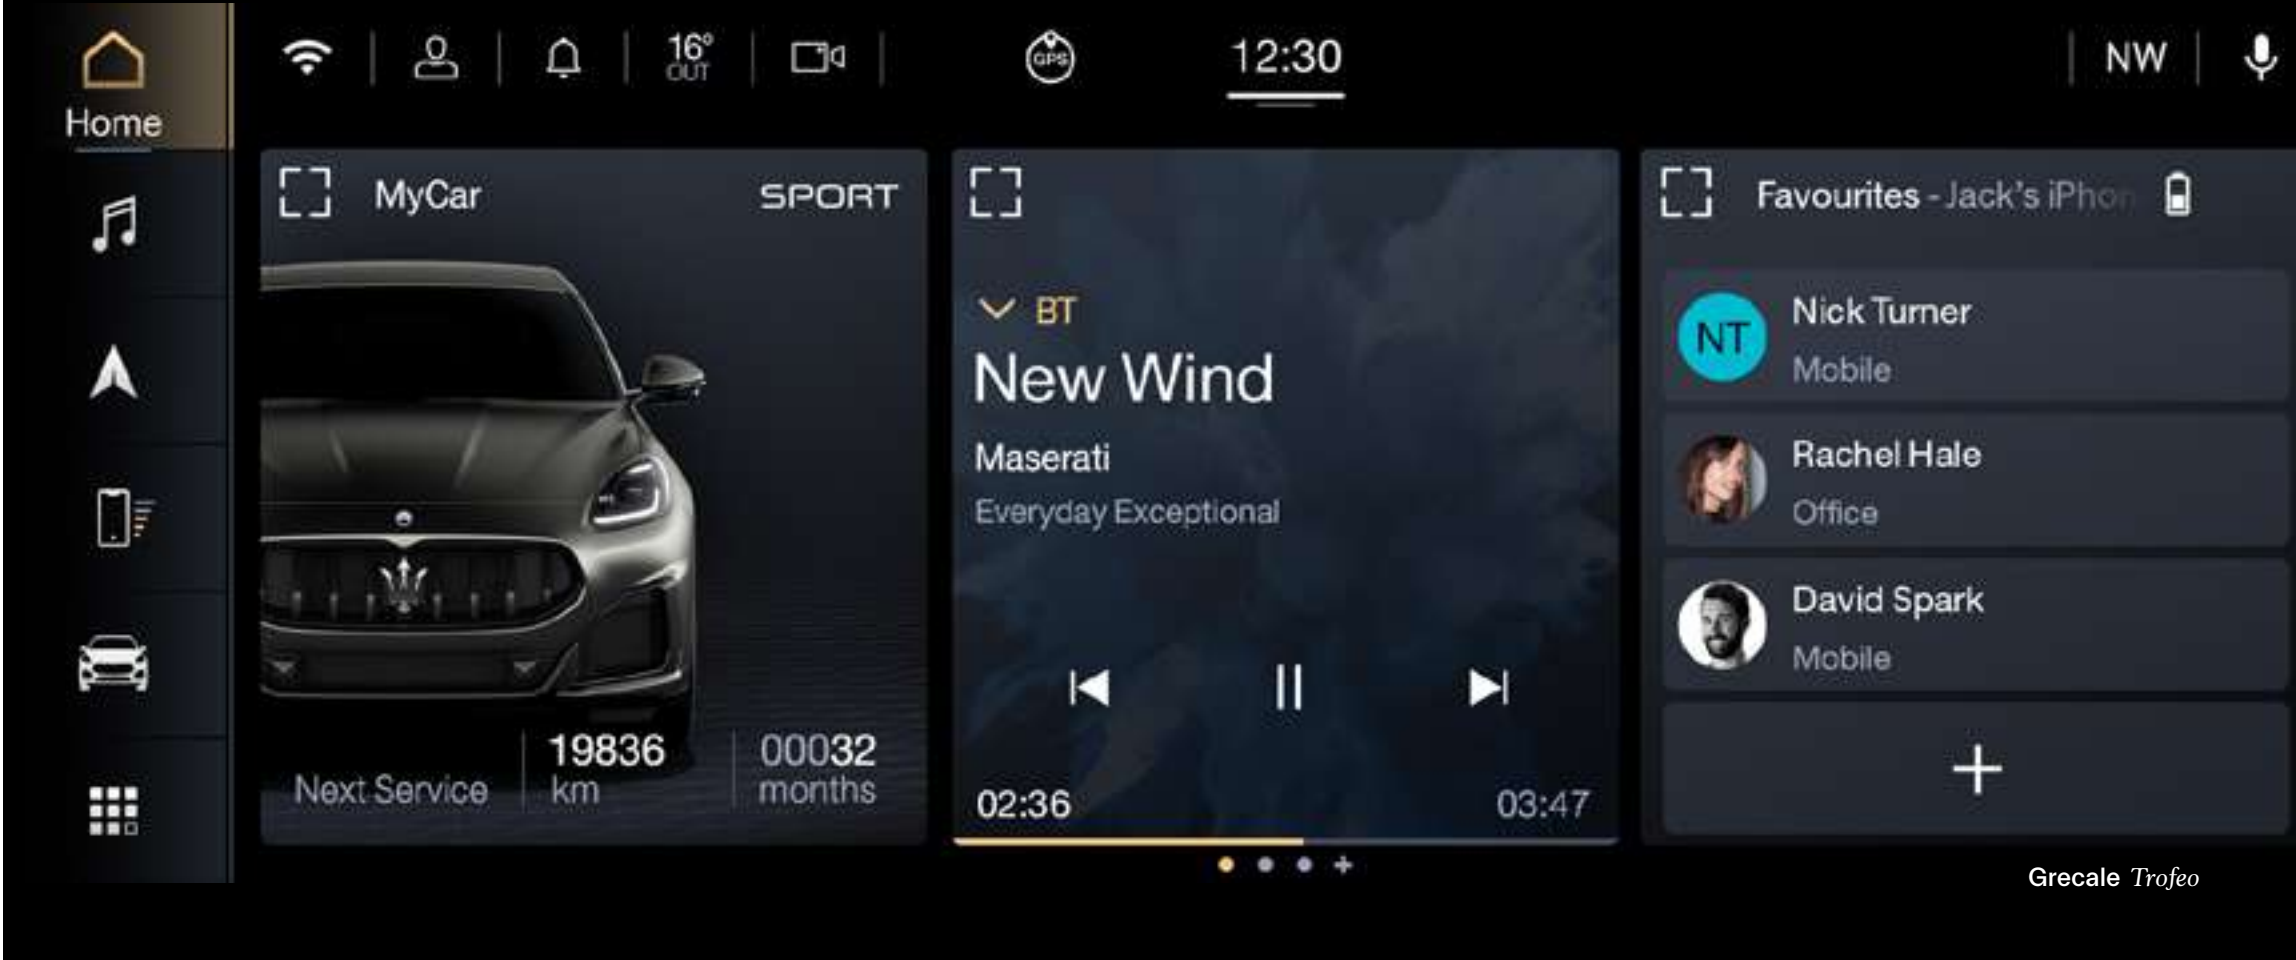 Home
16°
OUT
GPS
12:30
NW
MyCar
SPORT
Next Service
19836
km
00032
months
BT
New Wind
Maserati
Everyday Exceptional
02:36
03:47
Favourites - Jack's iPhon
NT
Nick Turner
Mobile
Rachel Hale
Office
David Spark
Mobile
Grecale Trofeo